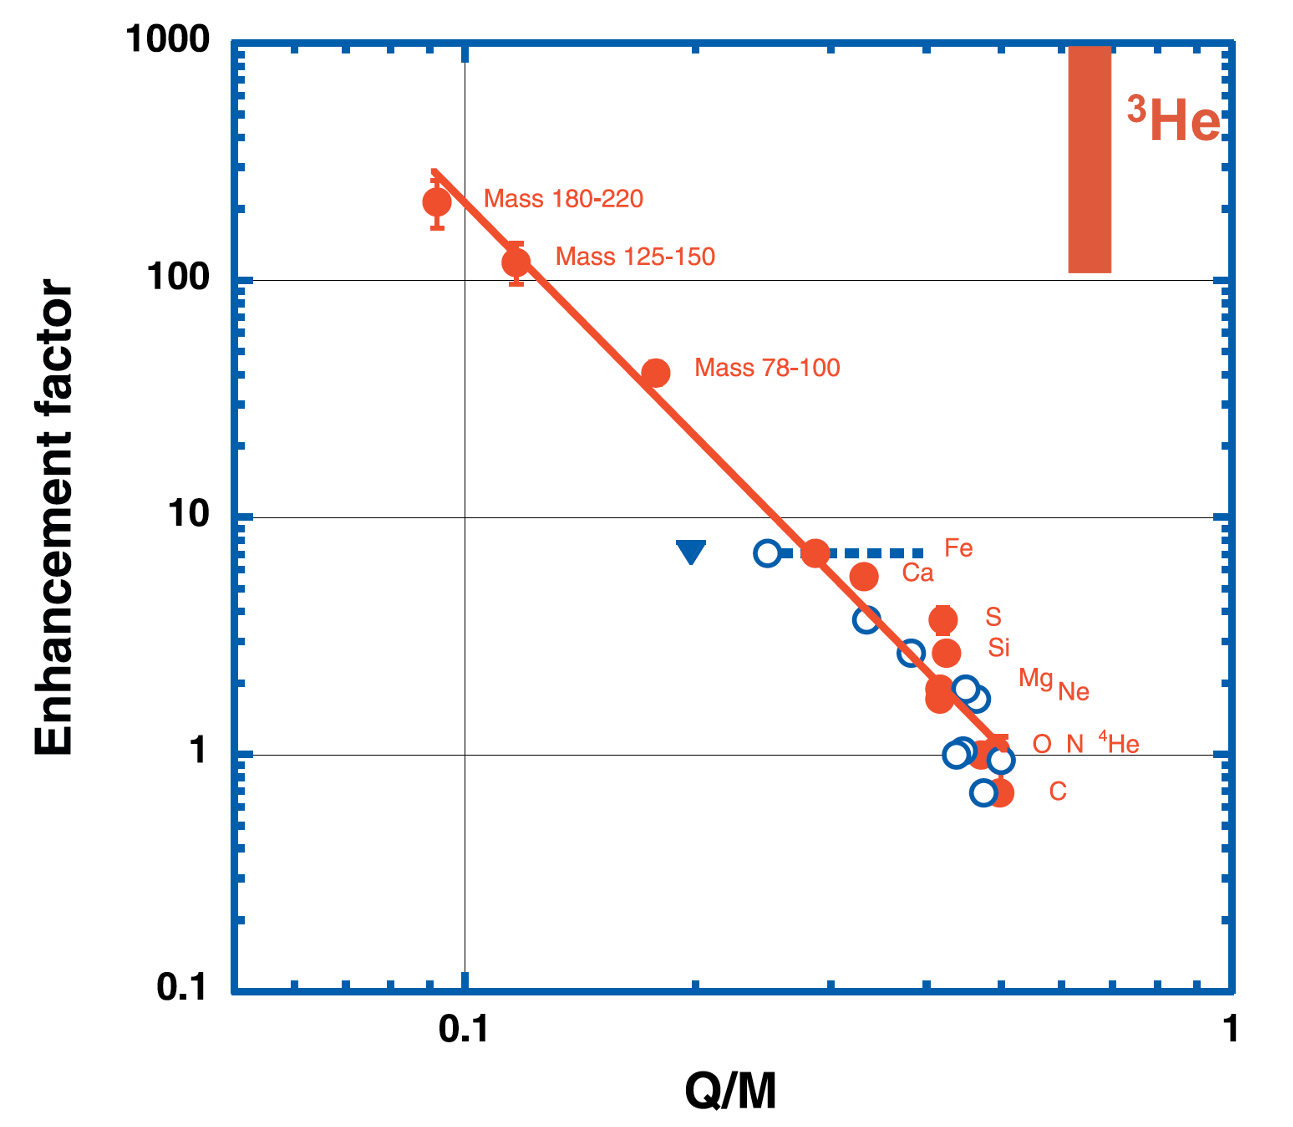 1000
³He
Mass 180-220
Mass 125-150
100
Mass 78-100
10
Fe
Ca
S
Si
Mg
Ne
1
O N ⁴He
C
0.1
0.1
1
Q/M
Enhancement factor